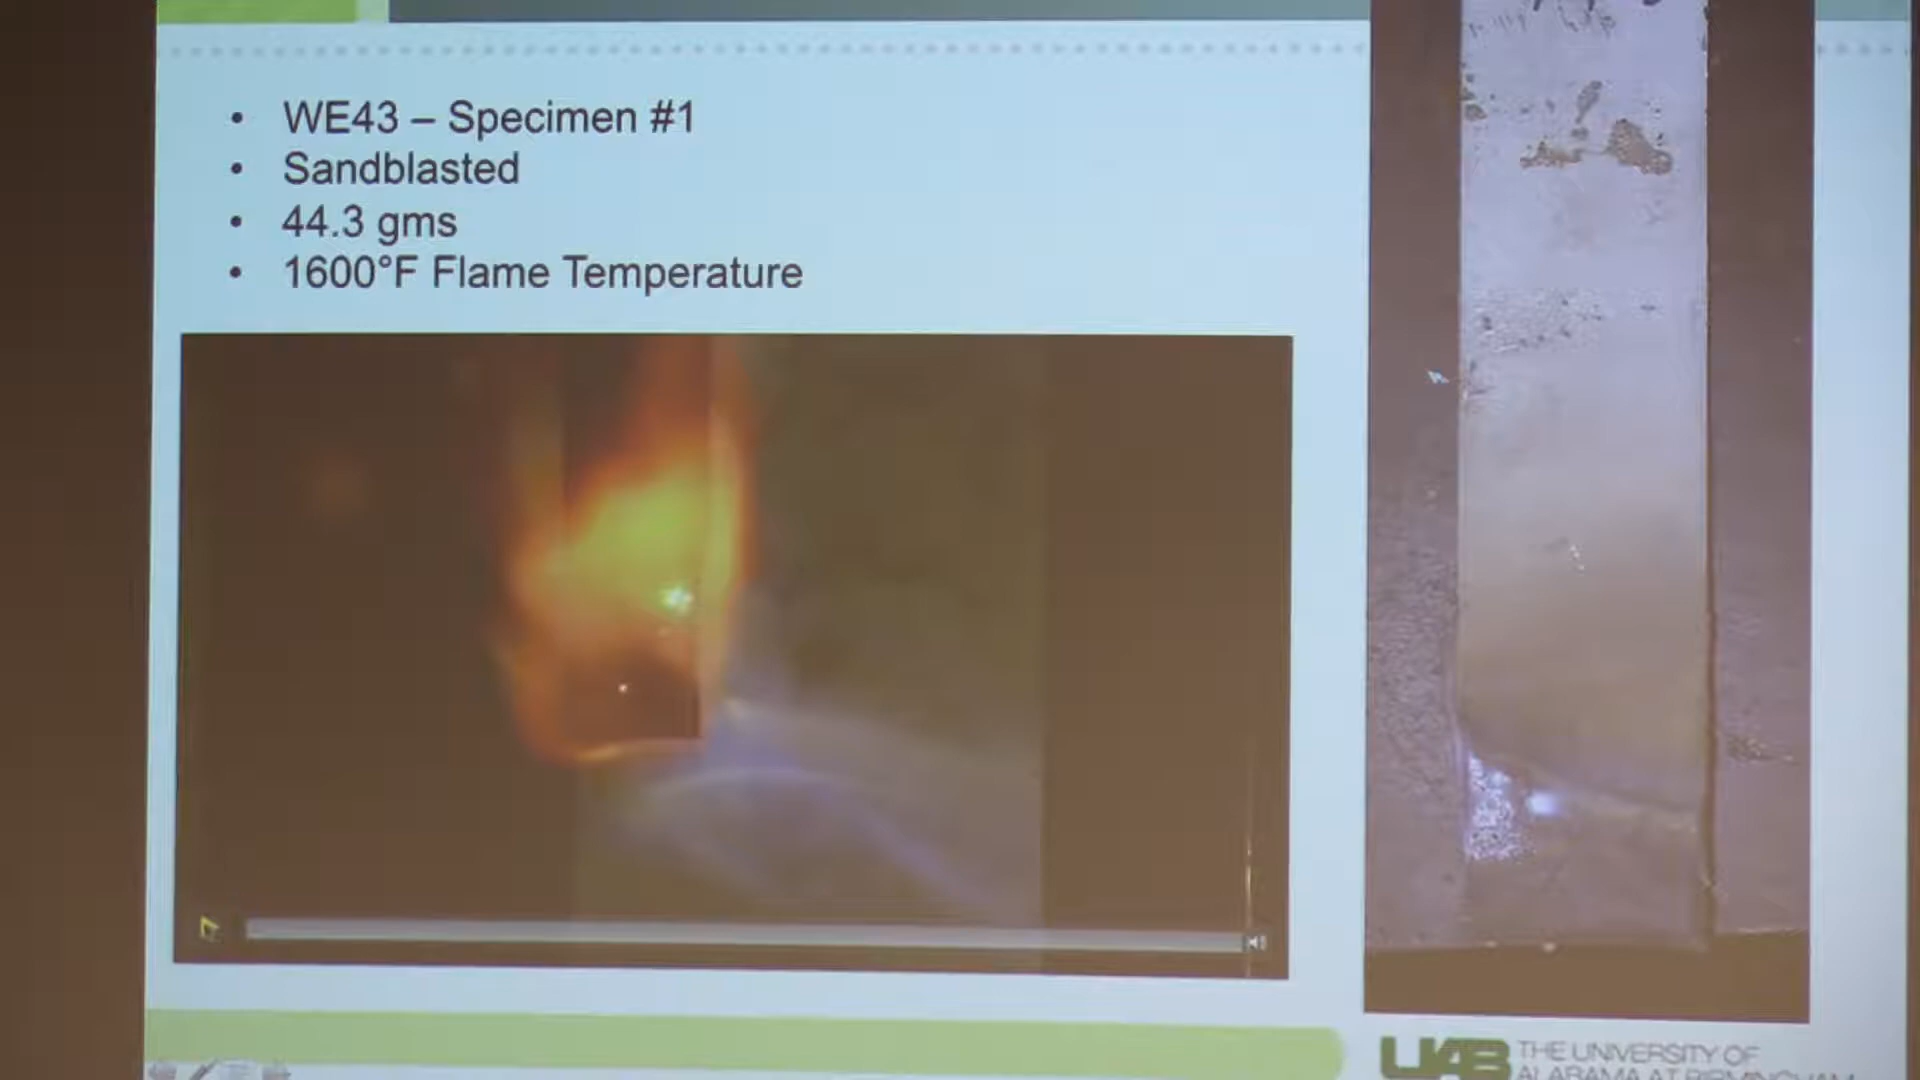 • WE43 – Specimen #1
• Sandblasted
• 44.3 gms
• 1600°F Flame Temperature
UAB THE UNIVERSITY OF
ALABAMA AT BIRMINGHAM